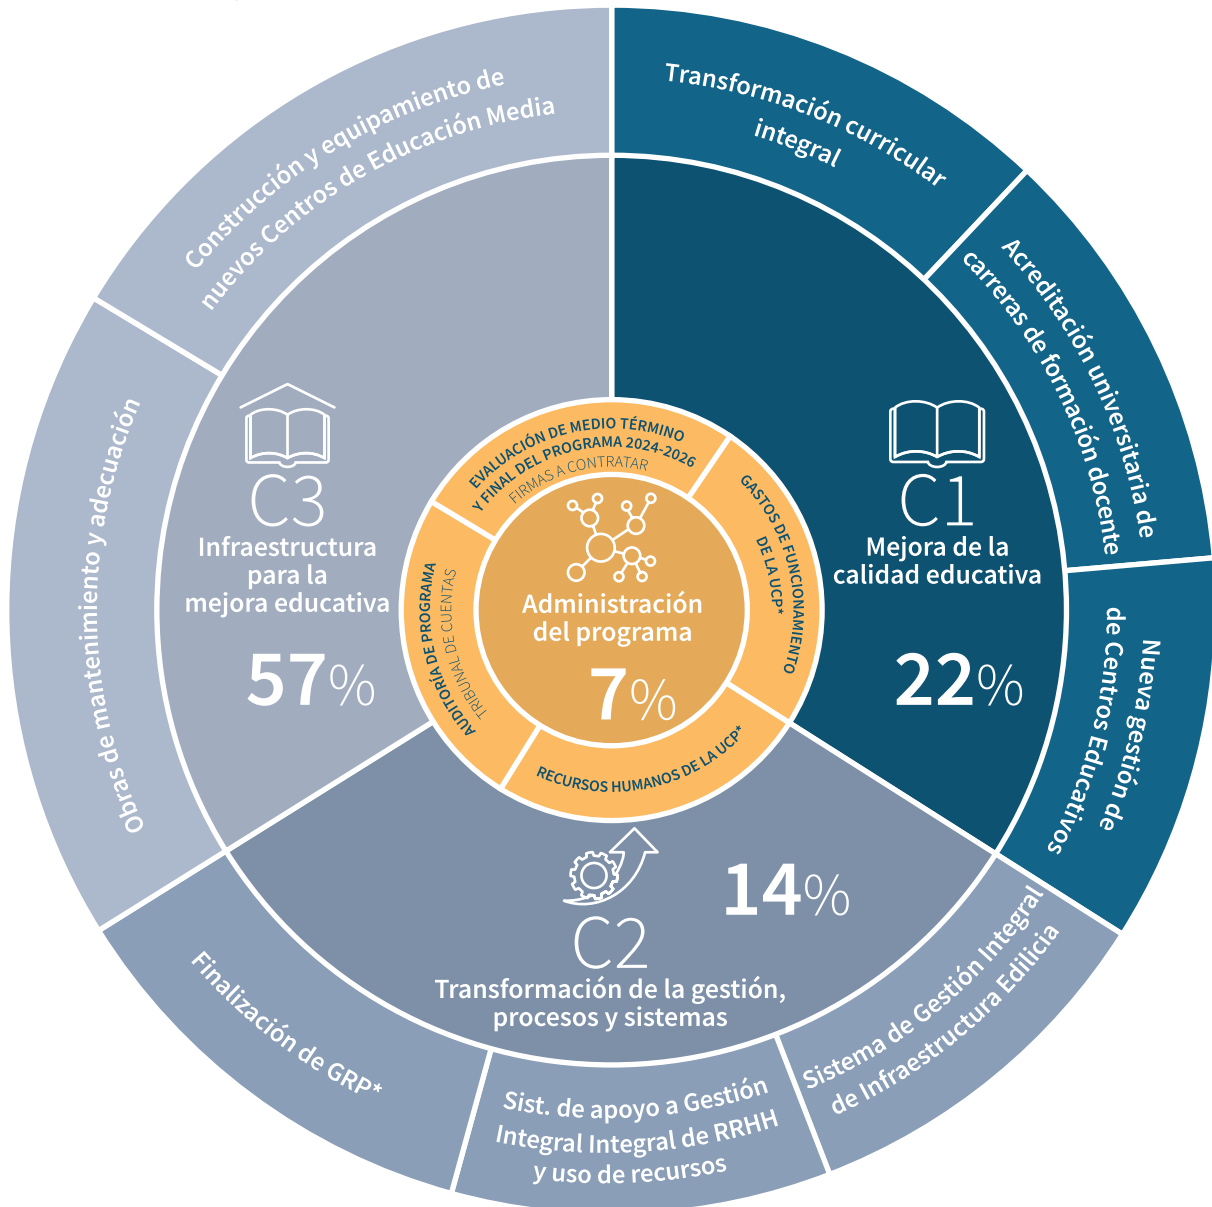 Construcción y equipamiento de
nuevos Centros de Educación Media
Transformación curricular
integral
Acreditación universitaria de
carreras de formación docente
Nueva gestión de
de Centros Educativos
Sistema de Gestión Integral
de Infraestructura Edilicia
Sist. de apoyo a Gestión
Integral Integral de RRHH
y uso de recursos
Finalización de GRP*
Obras de mantenimiento y adecuación
C3
Infraestructura
para la
mejora educativa
57%
C1
Mejora de la
calidad educativa
22%
EVALUACIÓN DE MEDIO TÉRMINO
Y FINAL DEL PROGRAMA 2024-2026
FIRMAS A CONTRATAR
GASTOS DE FUNCIONAMIENTO
DE LA UCP*
RECURSOS HUMANOS DE LA UCP*
AUDITORÍA DE PROGRAMA
TRIBUNAL DE CUENTAS
Administración
del programa
7%
14%
C2
Transformación de la gestión,
procesos y sistemas